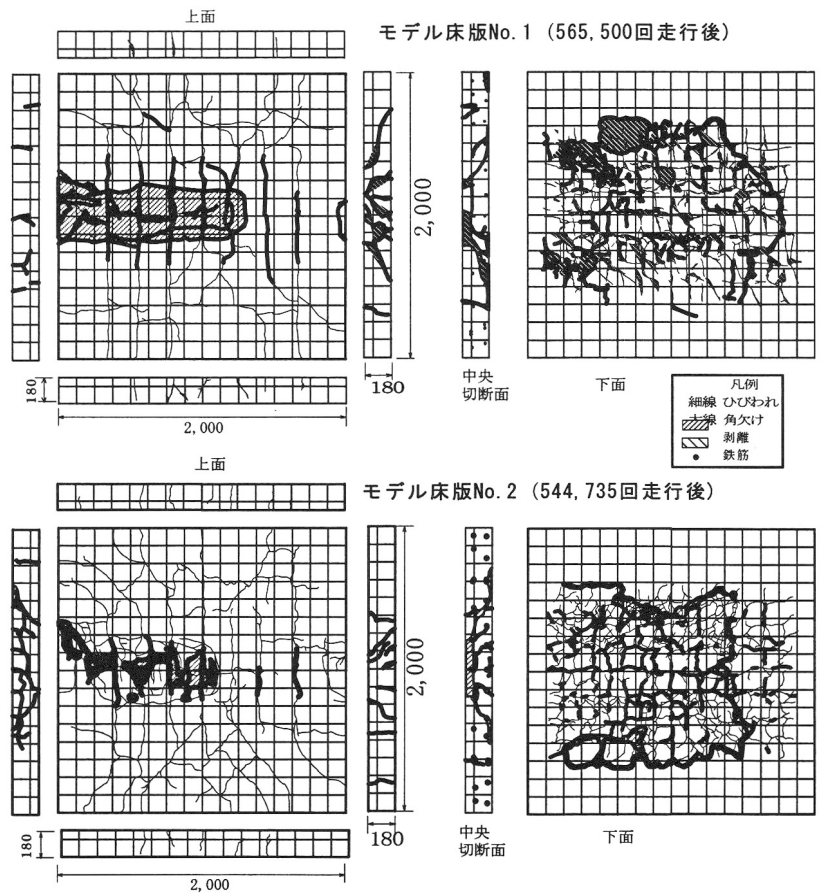 上面
モデル床版No.1 (565,500回走行後)
2,000
180
180
2,000
中央
切断面
下面
凡例
細線 ひびわれ
太線 角欠け
剥離
鉄筋
上面
モデル床版No.2 (544,735回走行後)
2,000
180
180
2,000
中央
切断面
下面